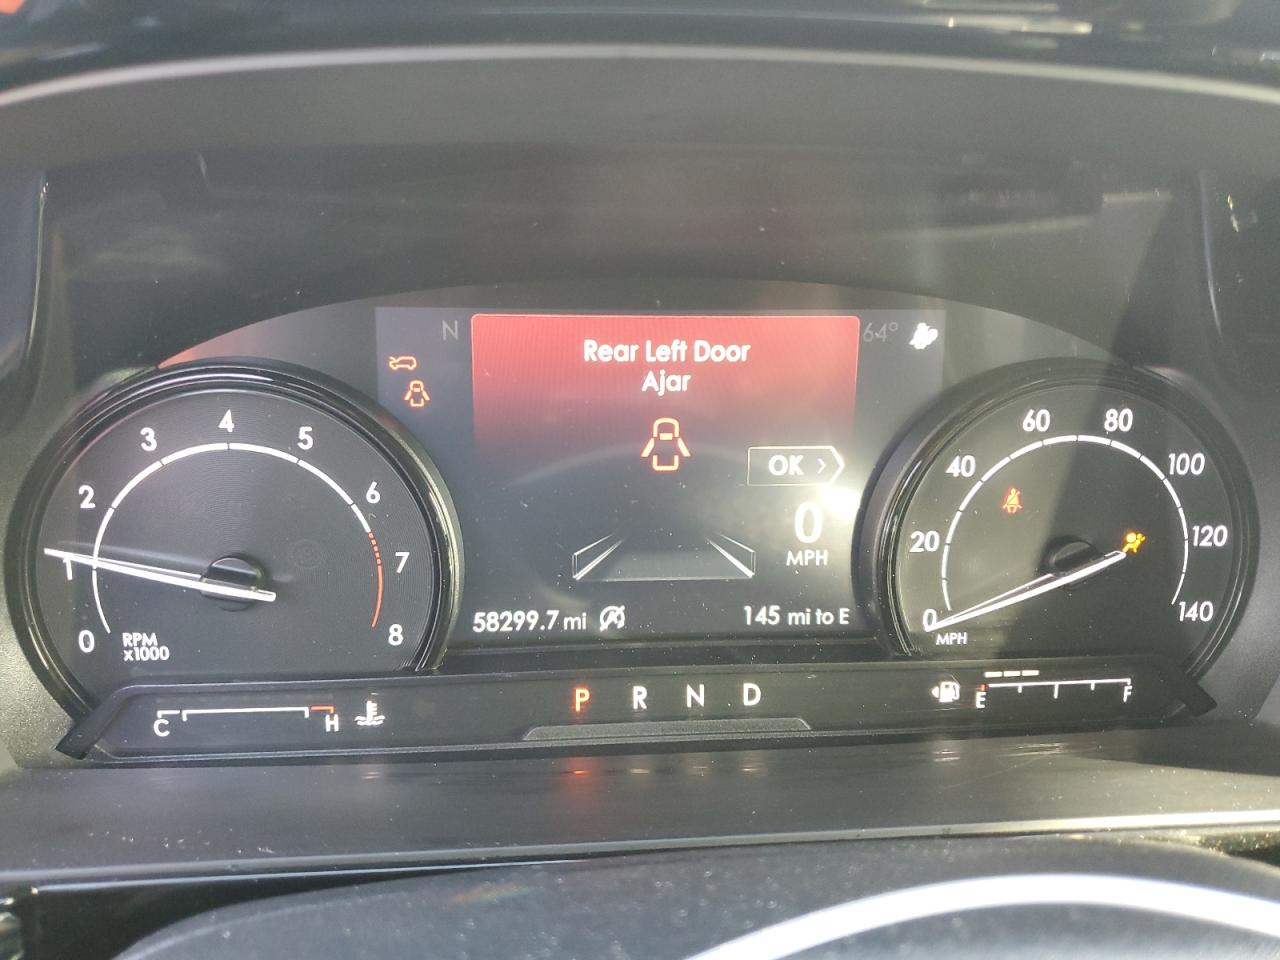 N
64°
Rear Left Door
Ajar
OK
0
MPH
58299.7 mi
145 mi to E
0
1
2
3
4
5
6
7
8
RPM
x1000
0
20
40
60
80
100
120
140
MPH
C
H
P R N D
E
F